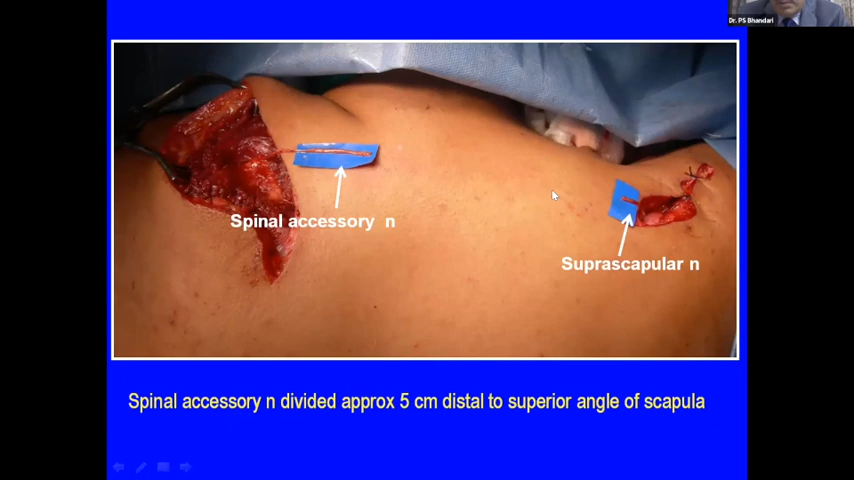 Dr. PS Bhandari
Spinal accessory n
Suprascapular n
Spinal accessory n divided approx 5 cm distal to superior angle of scapula